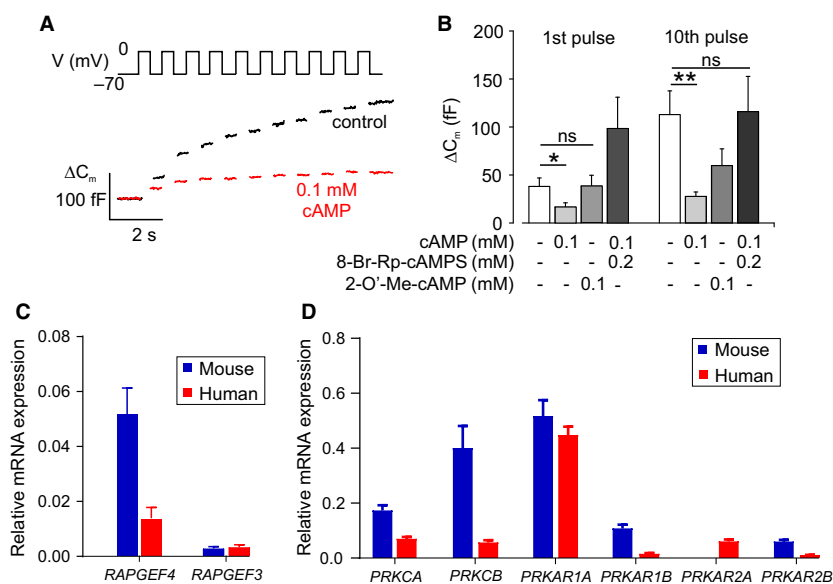 A
V (mV)
0
–70
control
ΔCm
100 fF
0.1 mM
cAMP
2 s
B
ΔCm (fF)
200
150
100
50
0
1st pulse
10th pulse
*
ns
**
ns
cAMP (mM) - 0.1 - 0.1 - 0.1 - 0.1
8-Br-Rp-cAMPS (mM) - - - 0.2 - - - 0.2
2-O'-Me-cAMP (mM) - - 0.1 - - - 0.1 -
C
Relative mRNA expression
0.08
0.06
0.04
0.02
0.00
Mouse
Human
RAPGEF4 RAPGEF3
D
Relative mRNA expression
0.8
0.6
0.4
0.2
0.0
Mouse
Human
PRKCA PRKCB PRKAR1A PRKAR1B PRKAR2A PRKAR2B